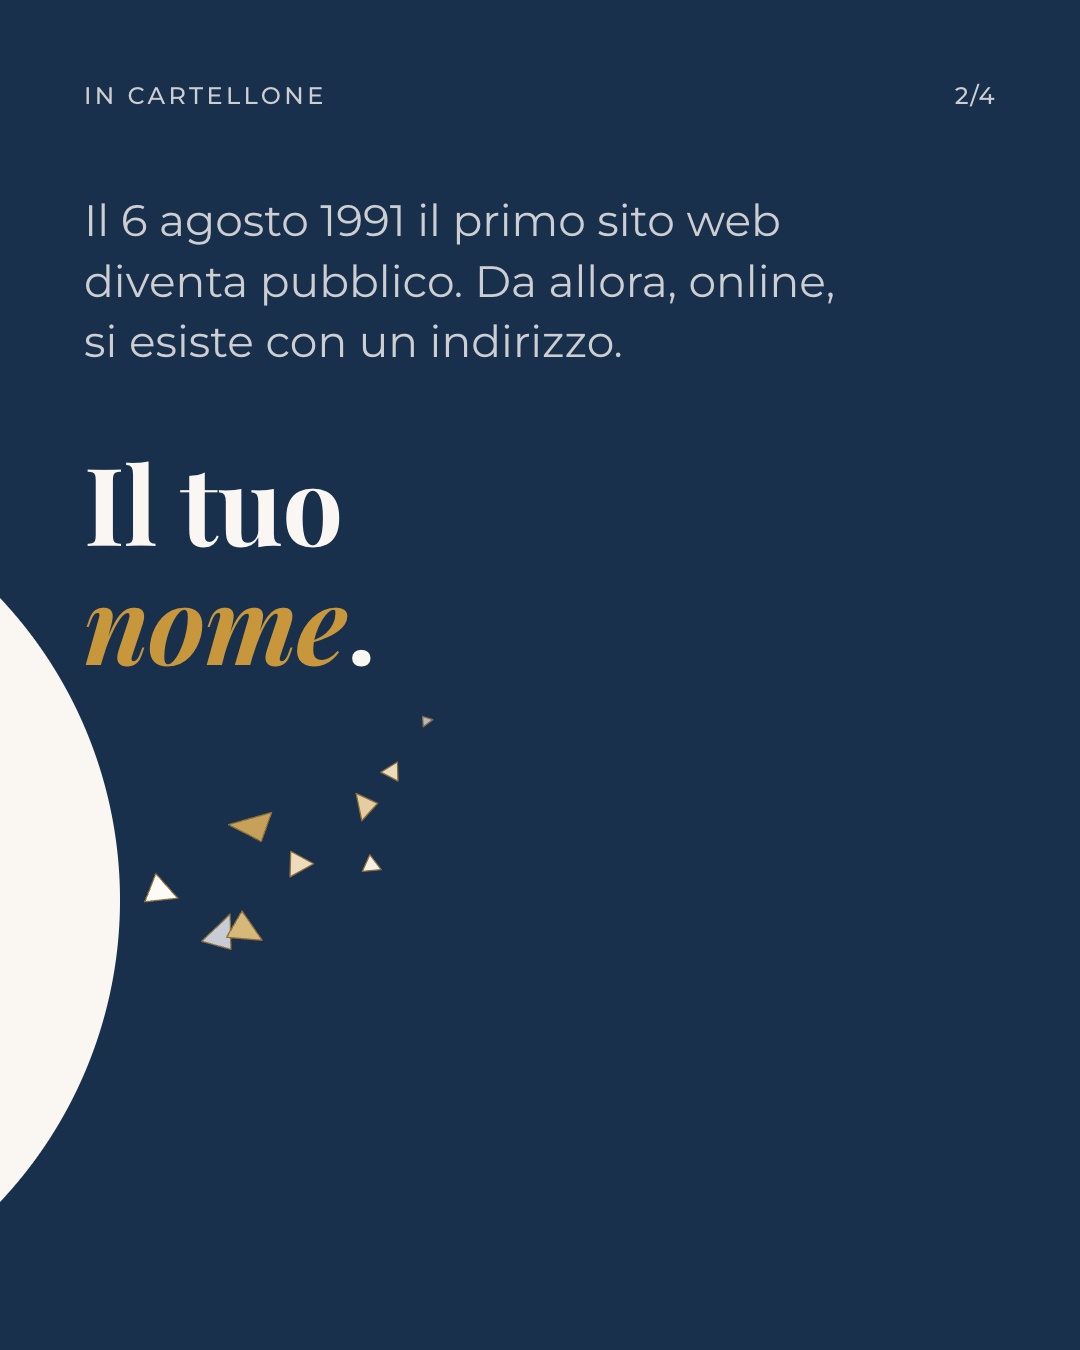 IN CARTELLONE
2/4
Il 6 agosto 1991 il primo sito web
diventa pubblico. Da allora, online,
si esiste con un indirizzo.
Il tuo
nome.